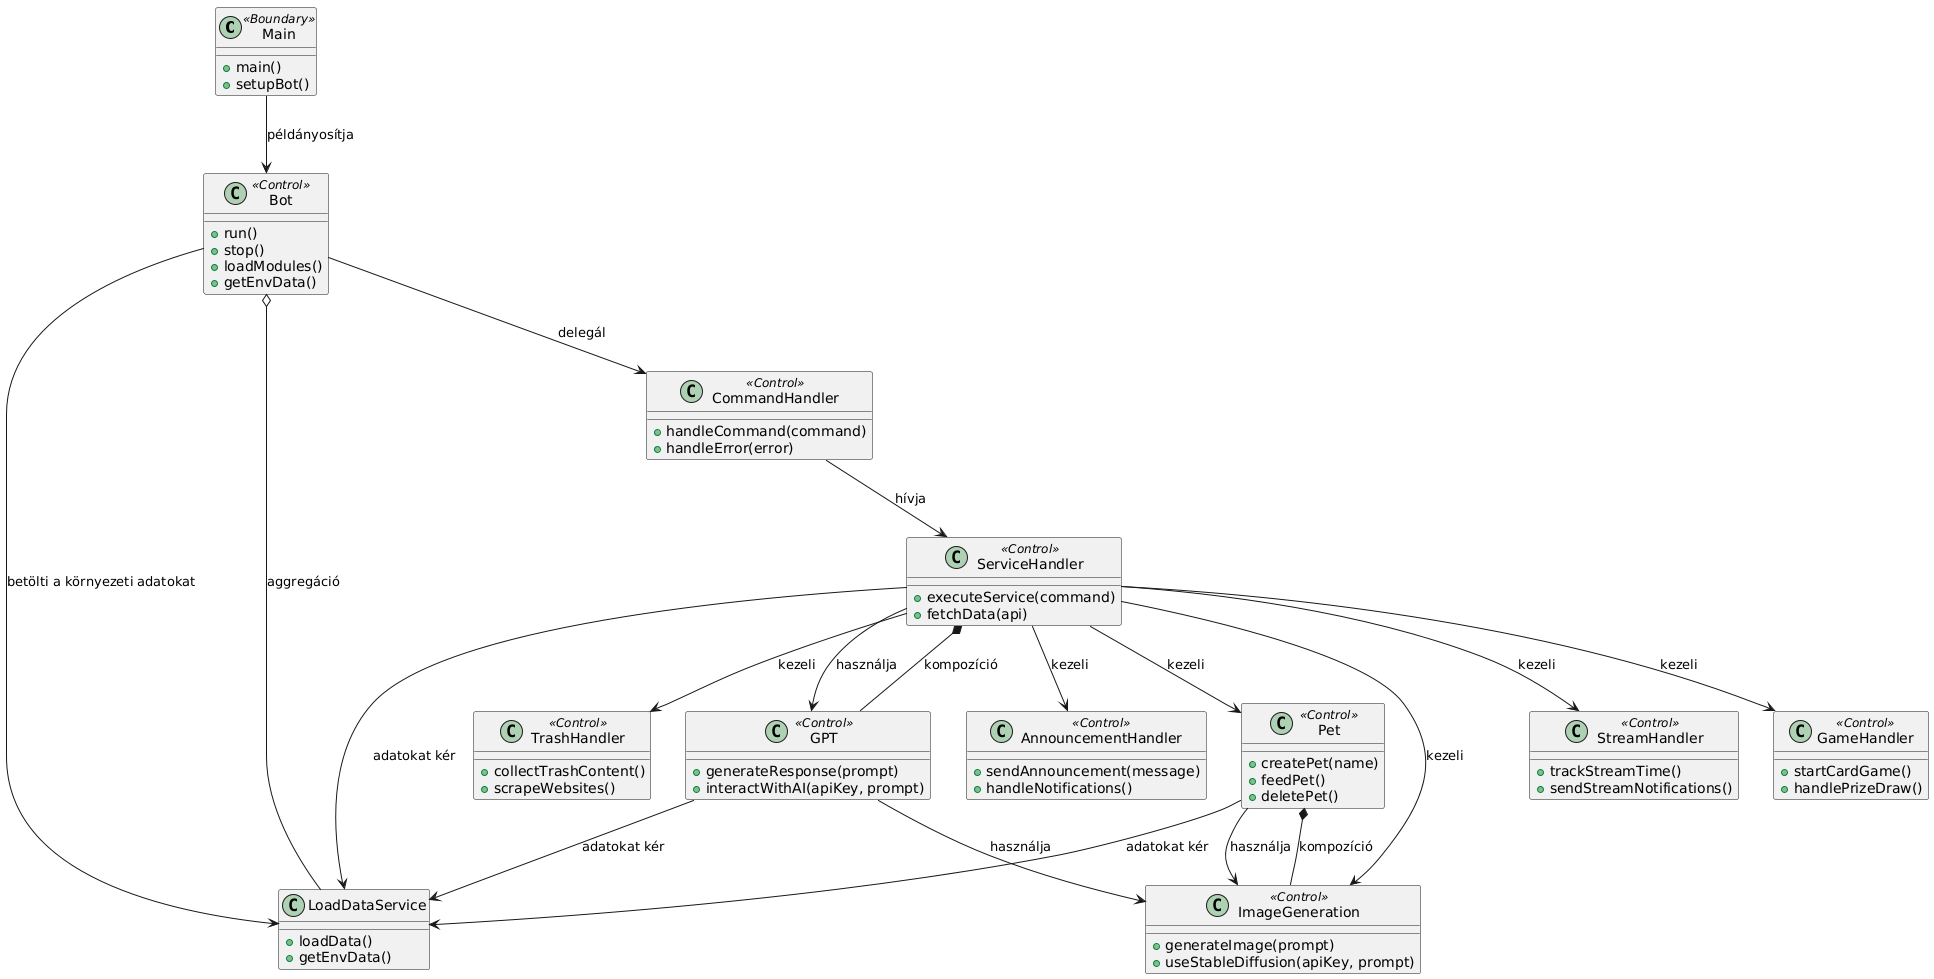 C «Boundary»
Main
main()
setupBot()
példányosítja
C «Control»
Bot
run()
stop()
loadModules()
getEnvData()
delegál
C «Control»
CommandHandler
handleCommand(command)
handleError(error)
hívja
C «Control»
ServiceHandler
executeService(command)
fetchData(api)
betölti a környezeti adatokat
aggregáció
kezeli
használja
kompozíció
kezeli
kezeli
kezeli
kezeli
adatokat kér
kezeli
C «Control»
TrashHandler
collectTrashContent()
scrapeWebsites()
C «Control»
GPT
generateResponse(prompt)
interactWithAI(apiKey, prompt)
C «Control»
AnnouncementHandler
sendAnnouncement(message)
handleNotifications()
C «Control»
Pet
createPet(name)
feedPet()
deletePet()
C «Control»
StreamHandler
trackStreamTime()
sendStreamNotifications()
C «Control»
GameHandler
startCardGame()
handlePrizeDraw()
adatokat kér
használja
adatokat kér
használja
kompozíció
C LoadDataService
loadData()
getEnvData()
C «Control»
ImageGeneration
generateImage(prompt)
useStableDiffusion(apiKey, prompt)